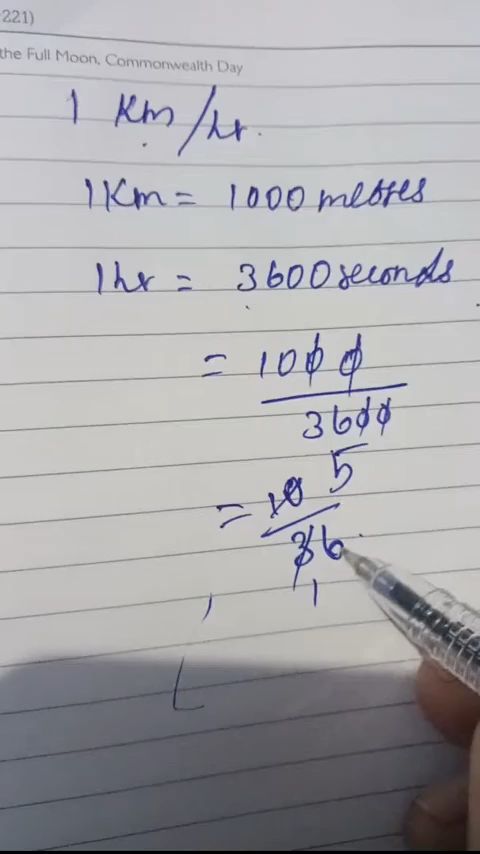 221)
the Full Moon, Commonwealth Day
1 Km/hr.
1Km = 1000 metres
1hr = 3600 seconds
= 1000
3600
= 10 5
36
1